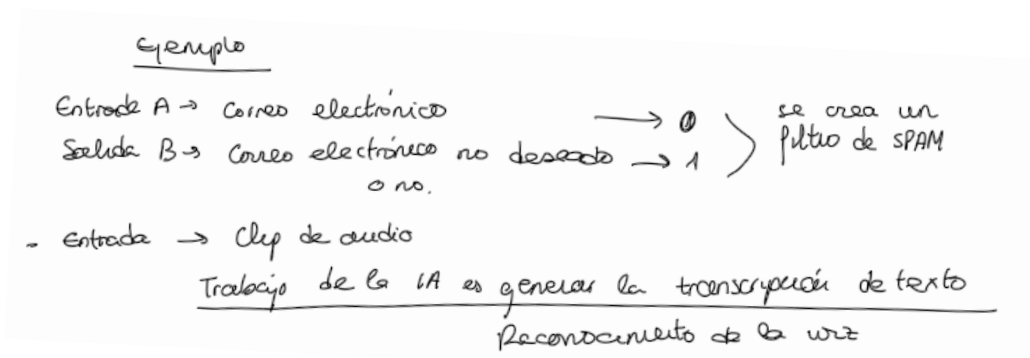 Ejemplo
Entrada A → Correo electrónico → 0
Salida B → Correo electrónico no deseado → 1
o no.
se crea un
filtro de SPAM
- Entrada → Clip de audio
Trabajo de la IA es generar la transcripción de texto
Reconocimiento de la voz